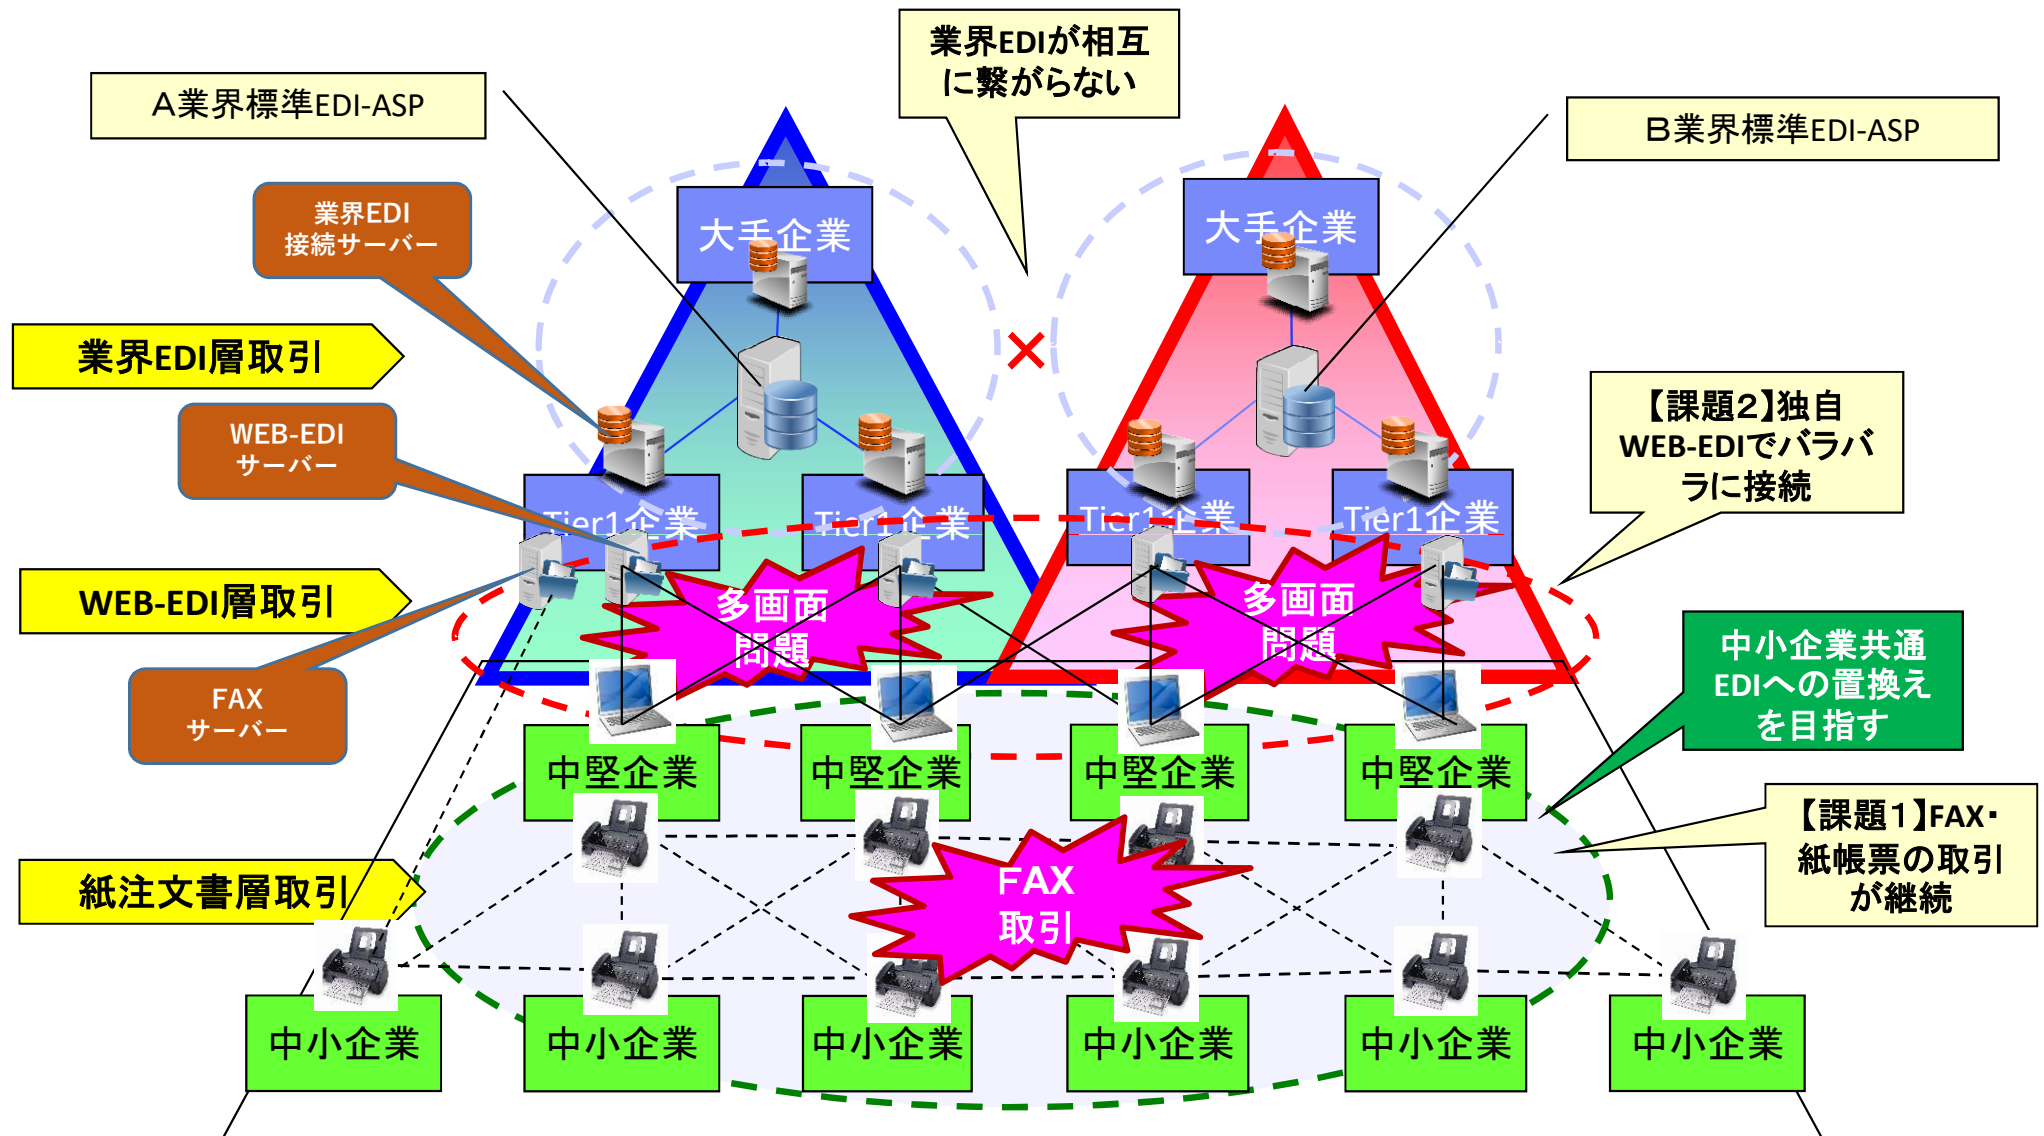 業界EDIが相互
に繋がらない
Ａ業界標準EDI-ASP
Ｂ業界標準EDI-ASP
業界EDI
接続サーバー
大手企業
大手企業
業界EDI層取引
WEB-EDI
サーバー
【課題２】独自
WEB-EDIでバラバ
ラに接続
Tier1企業
Tier1企業
Tier1企業
Tier1企業
WEB-EDI層取引
多画面
問題
多画面
問題
FAX
サーバー
中小企業共通
EDIへの置換え
を目指す
中堅企業
中堅企業
中堅企業
中堅企業
【課題１】FAX・
紙帳票の取引
が継続
紙注文書層取引
FAX
取引
中小企業
中小企業
中小企業
中小企業
中小企業
中小企業